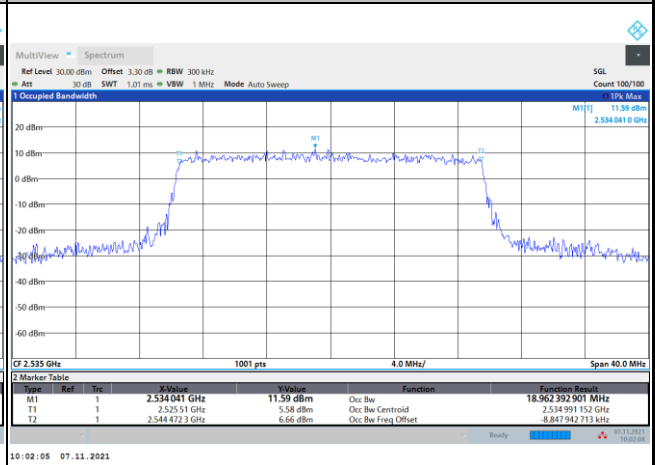 MultiView Spectrum
Ref Level 30.00 dBm Offset 3.30 dB RBW 300 kHz SGL
Att 30 dB SWT 1.01 ms VBW 1 MHz Mode Auto Sweep Count 100/100
1 Occupied Bandwidth 1Pk Max
M1[1] 11.59 dBm
2.534 041 0 GHz
20 dBm
M1
10 dBm
T1
T2
0 dBm
-10 dBm
-20 dBm
-30 dBm
-40 dBm
-50 dBm
-60 dBm
CF 2.535 GHz 1001 pts 4.0 MHz/ Span 40.0 MHz
2 Marker Table
Type Ref Trc X-Value Y-Value Function Function Result
M1 1 2.534 041 GHz 11.59 dBm Occ Bw 18.962 392 901 MHz
T1 1 2.525 51 GHz 5.58 dBm Occ Bw Centroid 2.534 991 152 GHz
T2 1 2.544 472 3 GHz 6.66 dBm Occ Bw Freq Offset -8.847 942 713 kHz
Ready 07.11.2021
10:02:04
10:02:05 07.11.2021